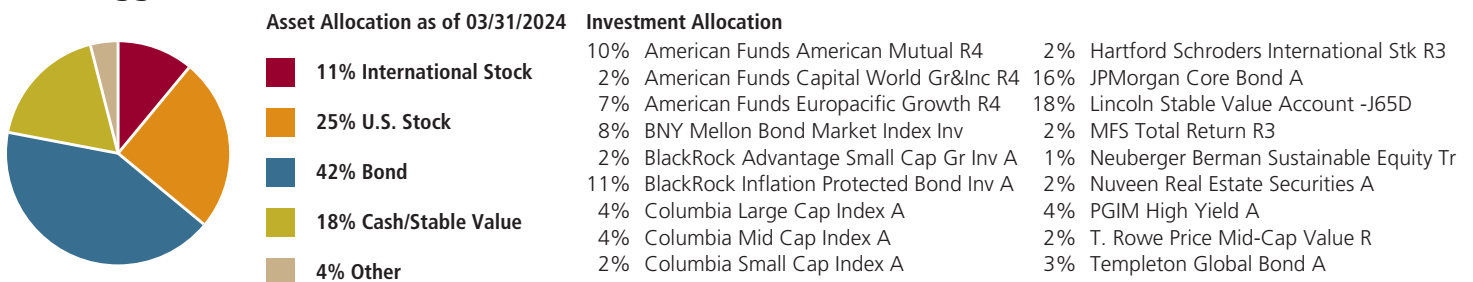 Asset Allocation as of 03/31/2024
11% International Stock
25% U.S. Stock
42% Bond
18% Cash/Stable Value
4% Other
Investment Allocation
10% American Funds American Mutual R4
2% American Funds Capital World Gr&Inc R4
7% American Funds Europacific Growth R4
8% BNY Mellon Bond Market Index Inv
2% BlackRock Advantage Small Cap Gr Inv A
11% BlackRock Inflation Protected Bond Inv A
4% Columbia Large Cap Index A
4% Columbia Mid Cap Index A
2% Columbia Small Cap Index A
2% Hartford Schroders International Stk R3
16% JPMorgan Core Bond A
18% Lincoln Stable Value Account -J65D
2% MFS Total Return R3
1% Neuberger Berman Sustainable Equity Tr
2% Nuveen Real Estate Securities A
4% PGIM High Yield A
2% T. Rowe Price Mid-Cap Value R
3% Templeton Global Bond A